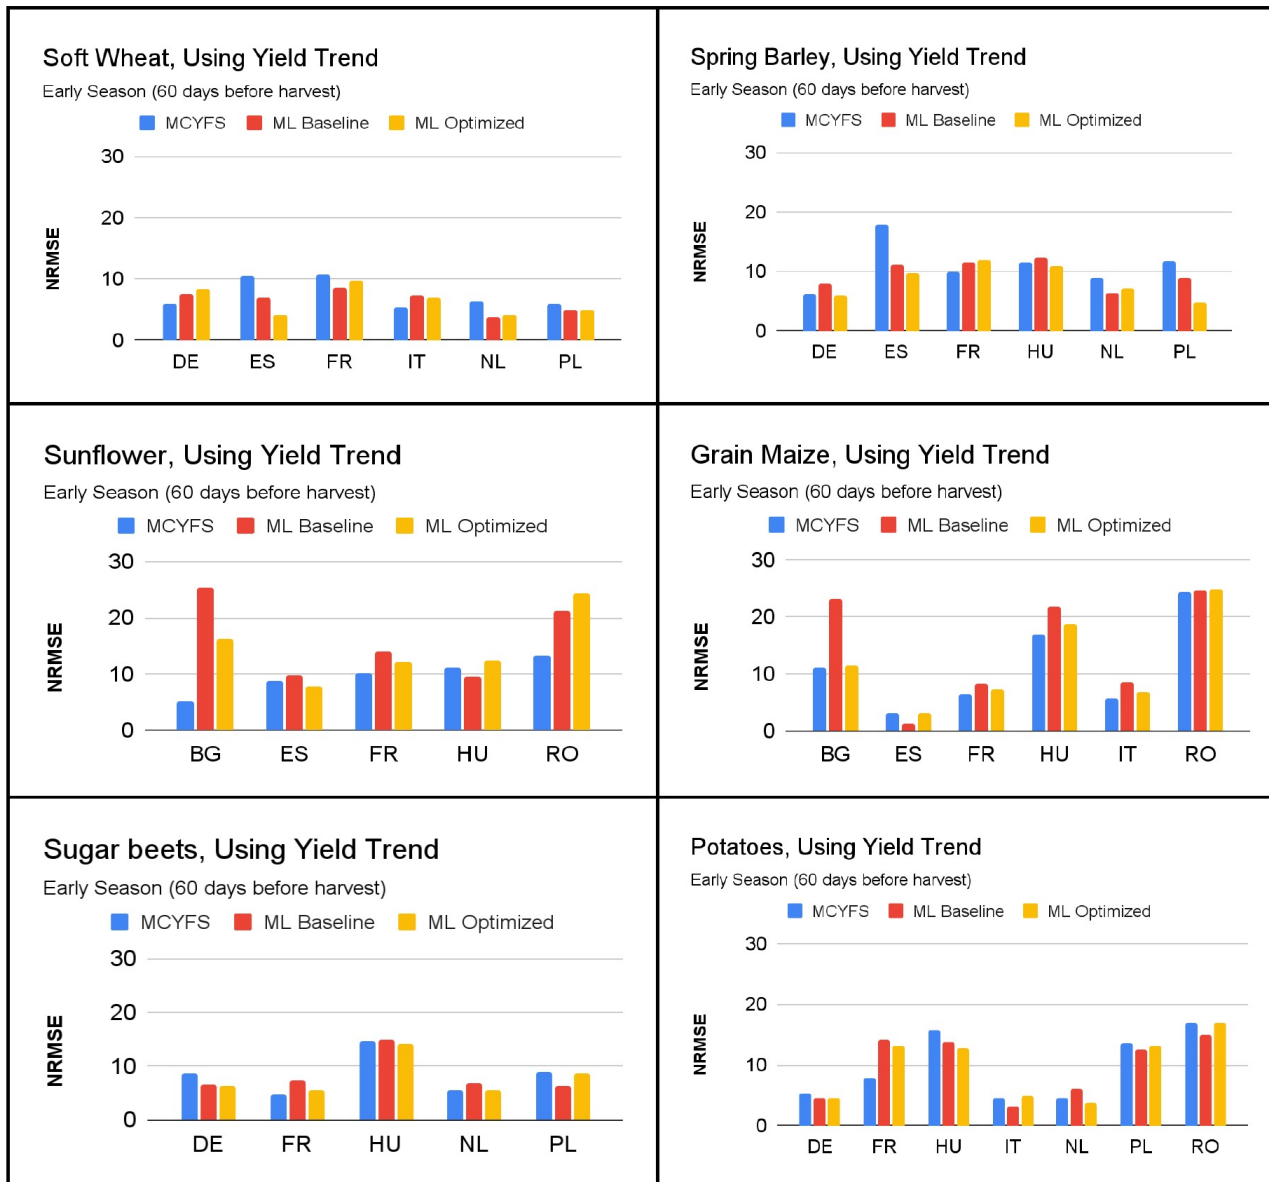 Soft Wheat, Using Yield Trend
Early Season (60 days before harvest)
MCYFS ML Baseline ML Optimized
30
20
10
0
NRMSE
DE ES FR IT NL PL
Spring Barley, Using Yield Trend
Early Season (60 days before harvest)
MCYFS ML Baseline ML Optimized
30
20
10
0
NRMSE
DE ES FR HU NL PL
Sunflower, Using Yield Trend
Early Season (60 days before harvest)
MCYFS ML Baseline ML Optimized
30
20
10
0
NRMSE
BG ES FR HU RO
Grain Maize, Using Yield Trend
Early Season (60 days before harvest)
MCYFS ML Baseline ML Optimized
30
20
10
0
NRMSE
BG ES FR HU IT RO
Sugar beets, Using Yield Trend
Early Season (60 days before harvest)
MCYFS ML Baseline ML Optimized
30
20
10
0
NRMSE
DE FR HU NL PL
Potatoes, Using Yield Trend
Early Season (60 days before harvest)
MCYFS ML Baseline ML Optimized
30
20
10
0
NRMSE
DE FR HU IT NL PL RO